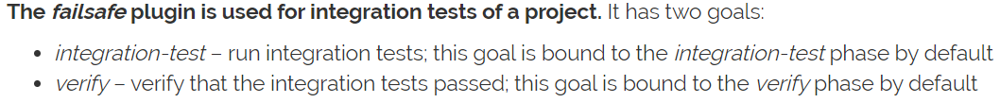 The failsafe plugin is used for integration tests of a project. It has two goals:
• integration-test – run integration tests; this goal is bound to the integration-test phase by default
• verify – verify that the integration tests passed; this goal is bound to the verify phase by default